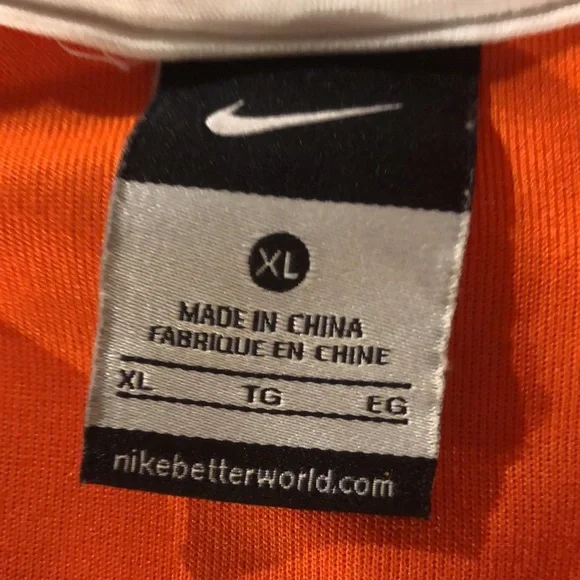 XL
MADE IN CHINA
FABRIQUE EN CHINE
XL TG EG
nikebetterworld.com